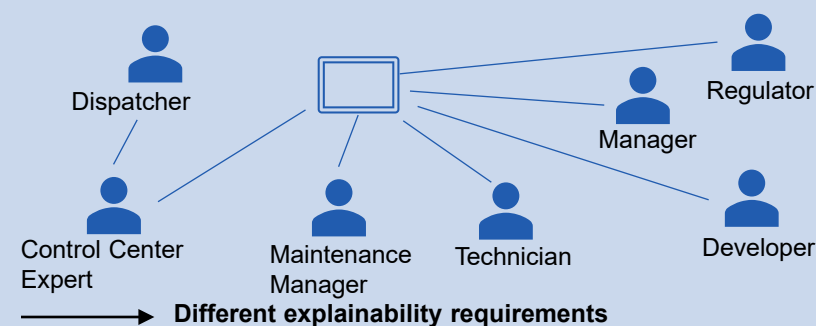 Dispatcher
Regulator
Manager
Control Center
Expert
Maintenance
Manager
Technician
Developer
Different explainability requirements